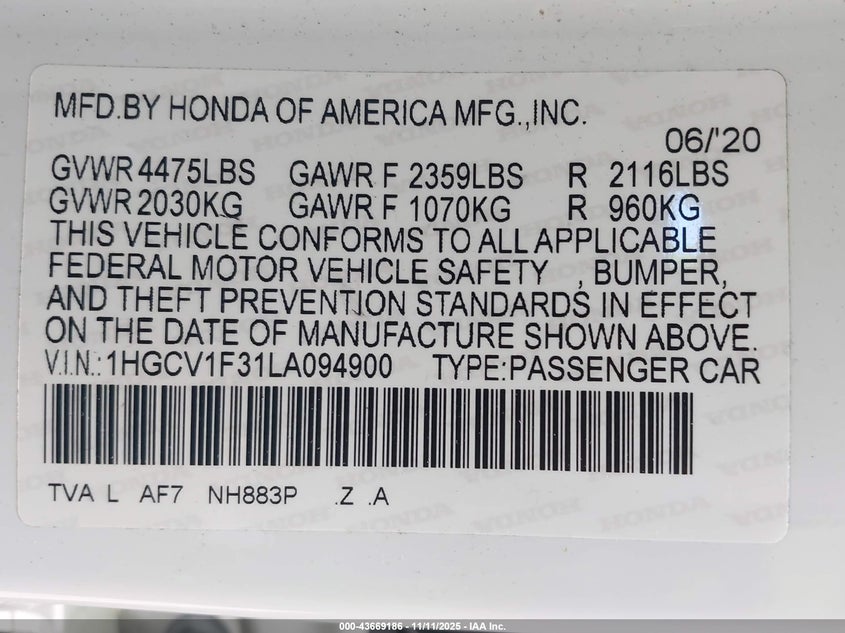 MFD.BY HONDA OF AMERICA MFG.,INC.
06/'20
GVWR 4475LBS GAWR F 2359LBS R 2116LBS
GVWR 2030KG GAWR F 1070KG R 960KG
THIS VEHICLE CONFORMS TO ALL APPLICABLE
FEDERAL MOTOR VEHICLE SAFETY , BUMPER,
AND THEFT PREVENTION STANDARDS IN EFFECT
ON THE DATE OF MANUFACTURE SHOWN ABOVE.
V.I.N.:1HGCV1F31LA094900 TYPE:PASSENGER CAR
TVA L AF7 NH883P .Z .A
000-43669186 - 11/11/2025 - IAA Inc.